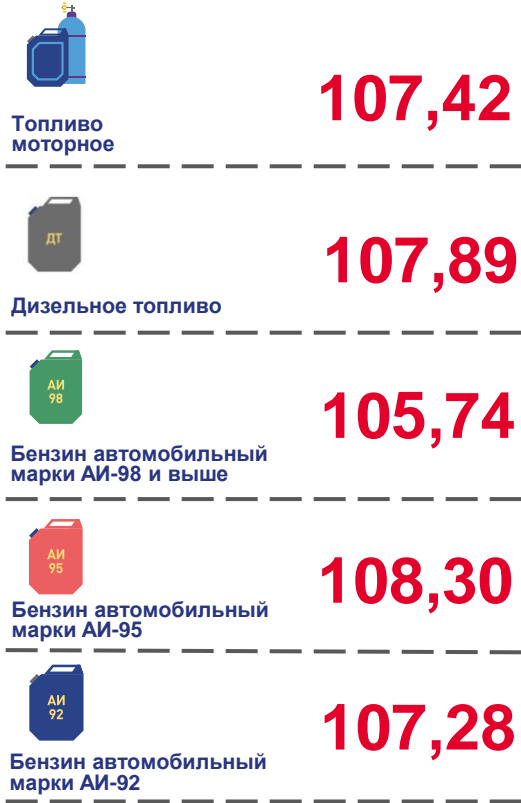 107,42
Топливо
моторное
ДТ
107,89
Дизельное топливо
АИ
98
105,74
Бензин автомобильный
марки АИ-98 и выше
АИ
95
108,30
Бензин автомобильный
марки АИ-95
АИ
92
107,28
Бензин автомобильный
марки АИ-92